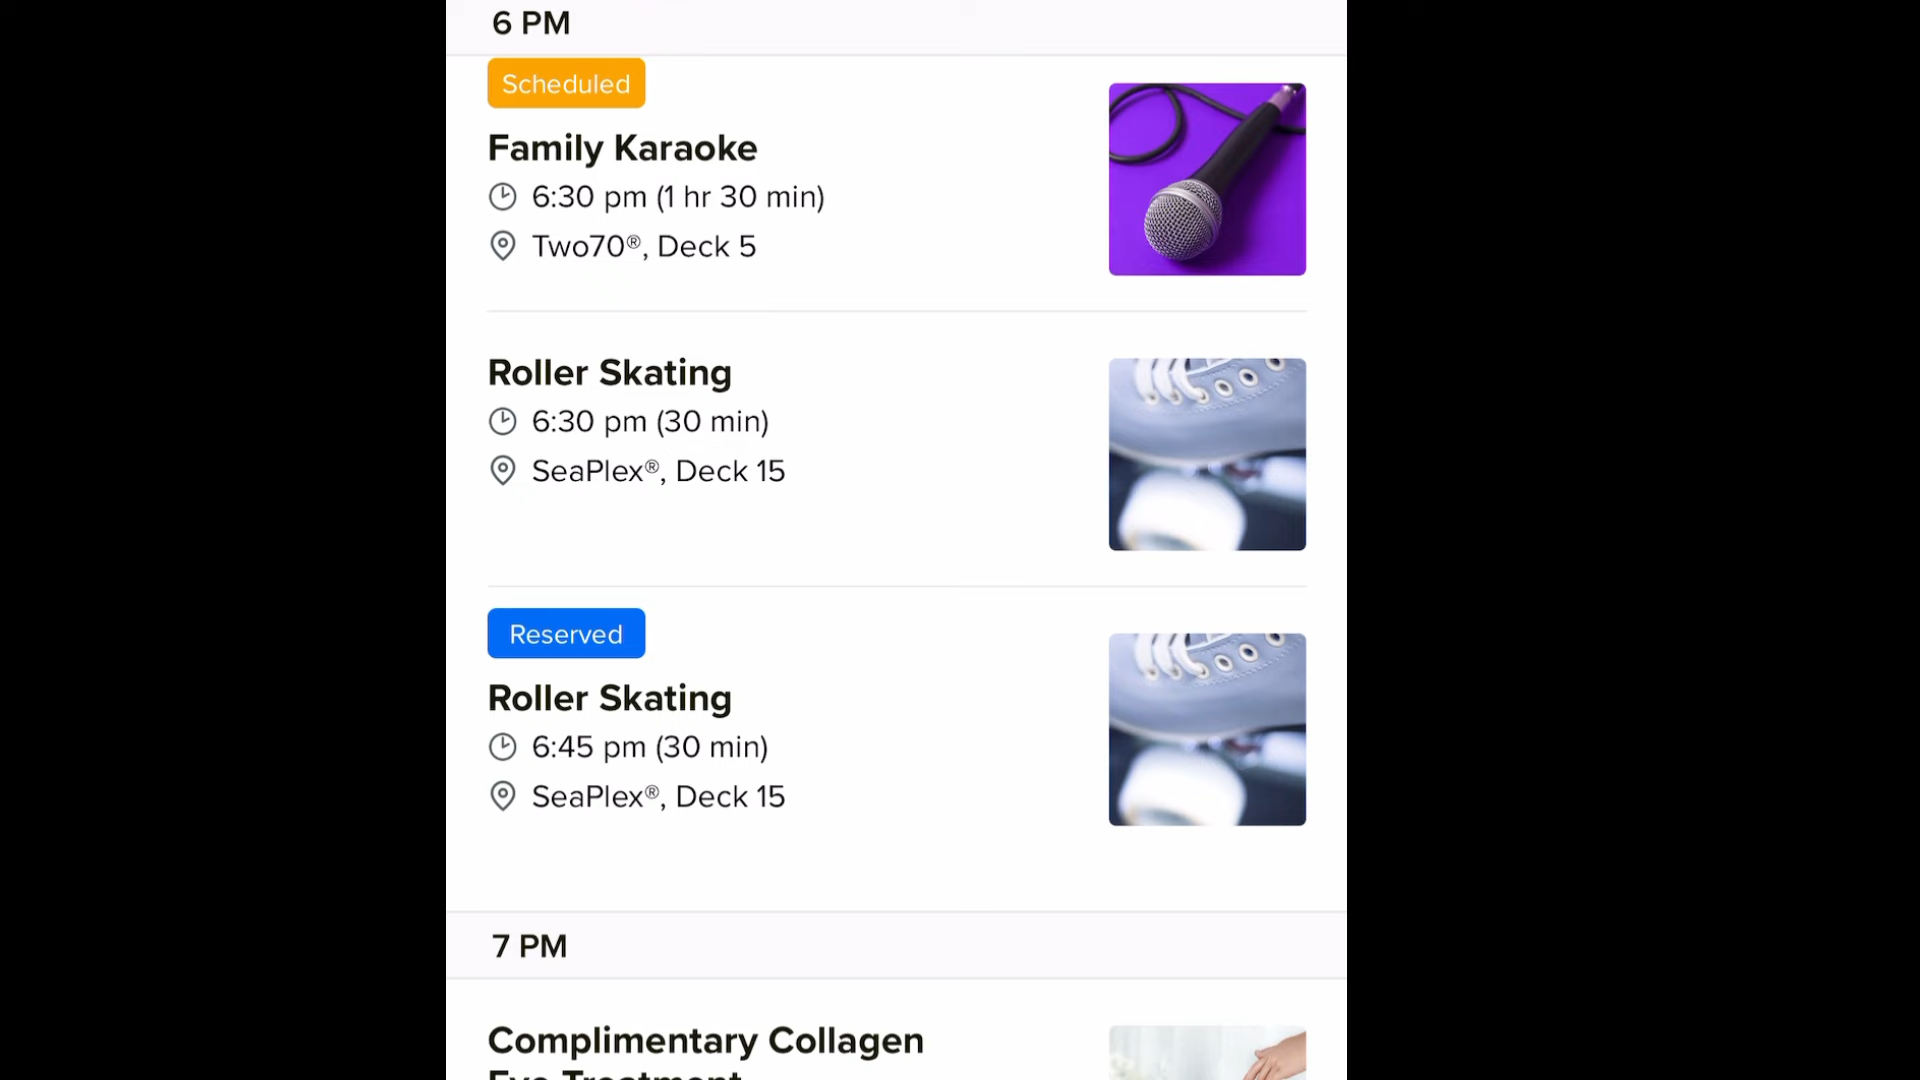 6 PM
Scheduled
Family Karaoke
6:30 pm (1 hr 30 min)
Two70®, Deck 5
Roller Skating
6:30 pm (30 min)
SeaPlex®, Deck 15
Reserved
Roller Skating
6:45 pm (30 min)
SeaPlex®, Deck 15
7 PM
Complimentary Collagen
Eye Treatment